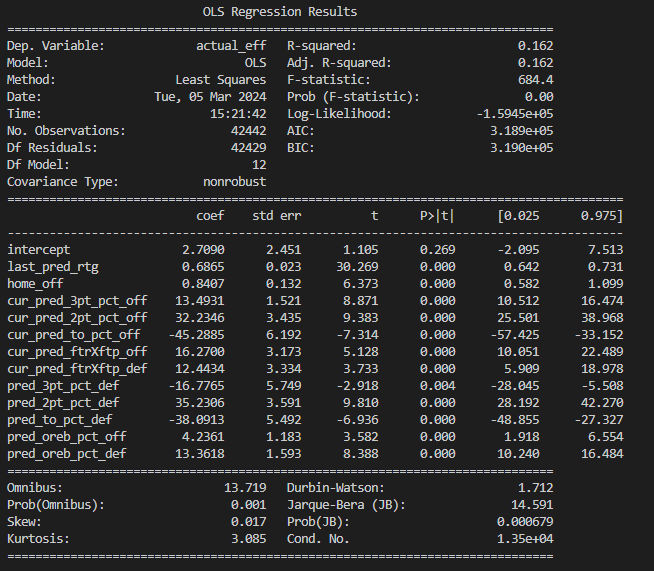 OLS Regression Results
==============================================================================
Dep. Variable:             actual_eff   R-squared:                       0.162
Model:                            OLS   Adj. R-squared:                  0.162
Method:                 Least Squares   F-statistic:                     684.4
Date:                Tue, 05 Mar 2024   Prob (F-statistic):               0.00
Time:                        15:21:42   Log-Likelihood:            -1.5945e+05
No. Observations:               42442   AIC:                         3.189e+05
Df Residuals:                   42429   BIC:                         3.190e+05
Df Model:                          12
Covariance Type:            nonrobust
========================================================================================
coef    std err          t      P>|t|      [0.025      0.975]
----------------------------------------------------------------------------------------
intercept                2.7090      2.451      1.105      0.269      -2.095       7.513
last_pred_rtg            0.6865      0.023     30.269      0.000       0.642       0.731
home_off                 0.8407      0.132      6.373      0.000       0.582       1.099
cur_pred_3pt_pct_off    13.4931      1.521      8.871      0.000      10.512      16.474
cur_pred_2pt_pct_off    32.2346      3.435      9.383      0.000      25.501      38.968
cur_pred_to_pct_off    -45.2885      6.192     -7.314      0.000     -57.425     -33.152
cur_pred_ftrXftp_off    16.2700      3.173      5.128      0.000      10.051      22.489
cur_pred_ftrXftp_def    12.4434      3.334      3.733      0.000       5.909      18.978
pred_3pt_pct_def       -16.7765      5.749     -2.918      0.004     -28.045      -5.508
pred_2pt_pct_def        35.2306      3.591      9.810      0.000      28.192      42.270
pred_to_pct_def        -38.0913      5.492     -6.936      0.000     -48.855     -27.327
pred_oreb_pct_off        4.2361      1.183      3.582      0.000       1.918       6.554
pred_oreb_pct_def       13.3618      1.593      8.388      0.000      10.240      16.484
==============================================================================
Omnibus:                       13.719   Durbin-Watson:                   1.712
Prob(Omnibus):                  0.001   Jarque-Bera (JB):               14.591
Skew:                           0.017   Prob(JB):                     0.000679
Kurtosis:                       3.085   Cond. No.                     1.35e+04
==============================================================================